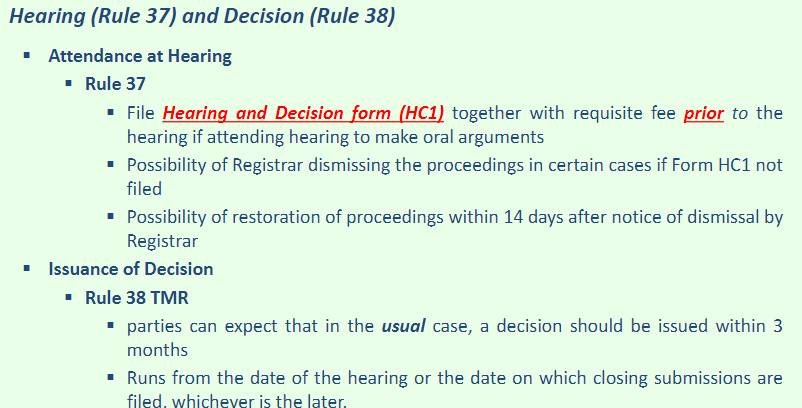 Hearing (Rule 37) and Decision (Rule 38)
▪ Attendance at Hearing
▪ Rule 37
▪ File Hearing and Decision form (HC1) together with requisite fee prior to the
hearing if attending hearing to make oral arguments
▪ Possibility of Registrar dismissing the proceedings in certain cases if Form HC1 not
filed
▪ Possibility of restoration of proceedings within 14 days after notice of dismissal by
Registrar
▪ Issuance of Decision
▪ Rule 38 TMR
▪ parties can expect that in the usual case, a decision should be issued within 3
months
▪ Runs from the date of the hearing or the date on which closing submissions are
filed, whichever is the later.